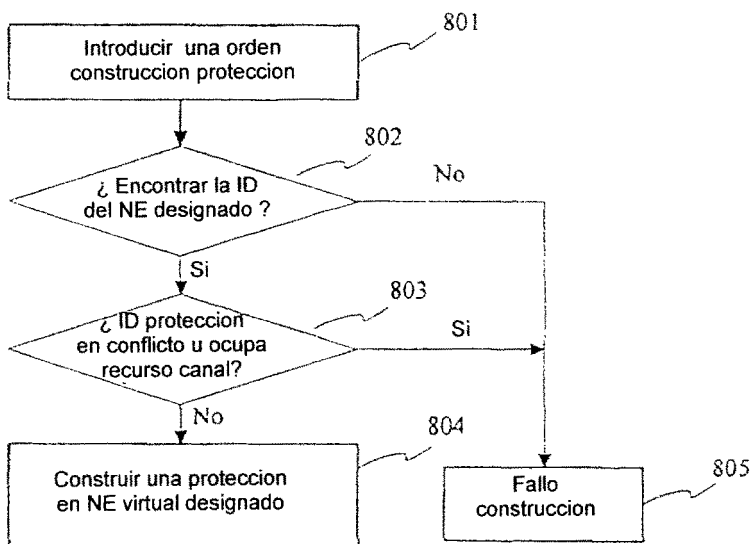 801
Introducir una orden
construccion proteccion
802
¿ Encontrar la ID
del NE designado ?
No
Si
803
¿ ID proteccion
en conflicto u ocupa
recurso canal?
Si
No
804
Construir una proteccion
en NE virtual designado
805
Fallo
construccion